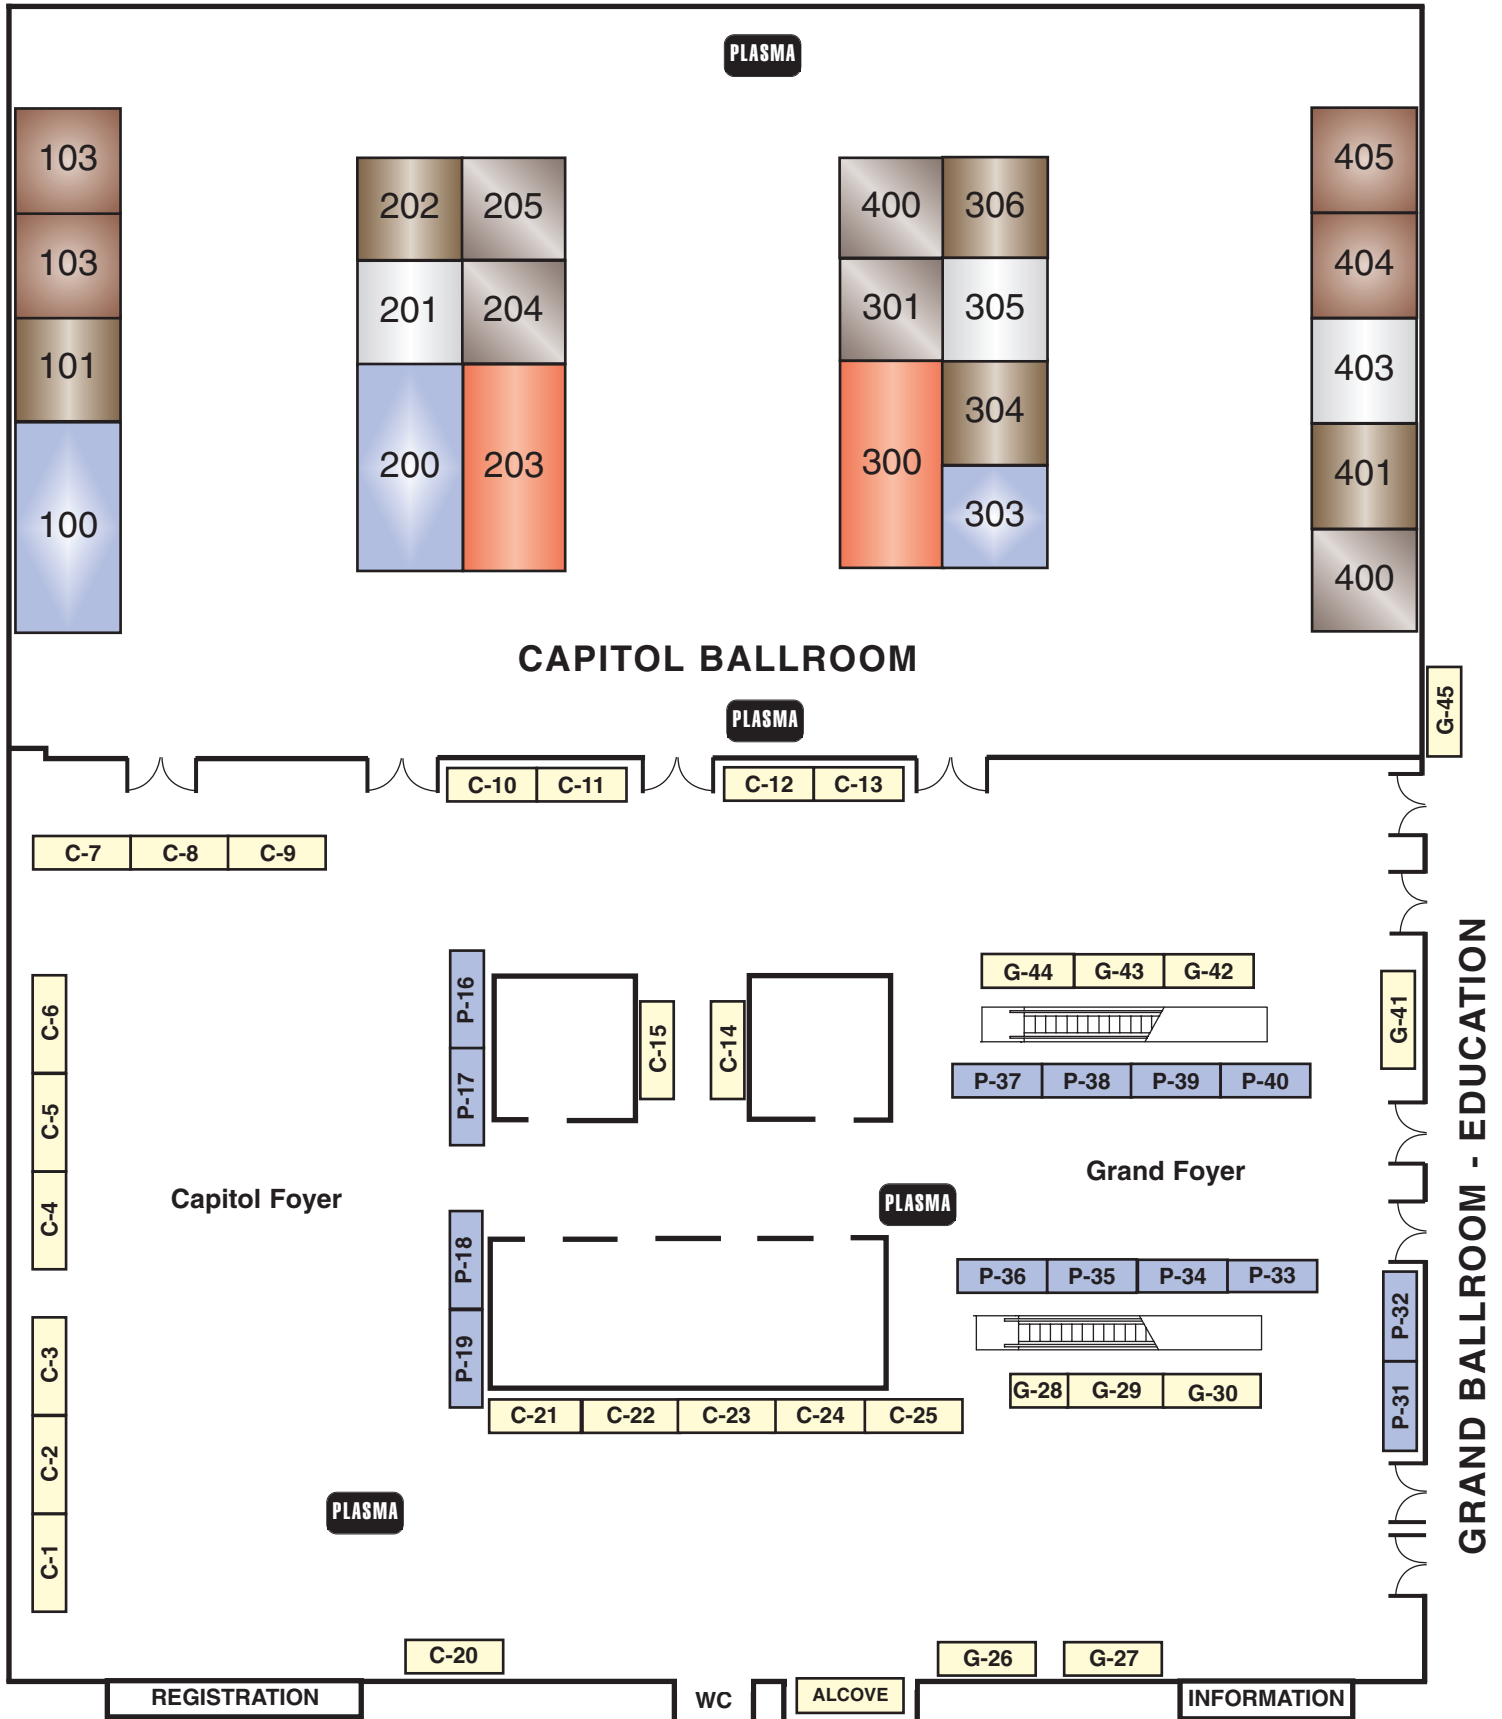 PLASMA
103
405
202
205
400
306
103
404
201
204
301
305
101
403
304
401
200
203
300
303
100
400
CAPITOL BALLROOM
G-45
PLASMA
C-10
C-11
C-12
C-13
C-7
C-8
C-9
G-44
G-43
G-42
P-16
C-6
C-15
C-14
G-41
P-17
P-37
P-38
P-39
P-40
C-5
Capitol Foyer
Grand Foyer
PLASMA
C-4
P-18
P-36
P-35
P-34
P-33
P-32
GRAND BALLROOM - EDUCATION
C-3
P-19
G-28
G-29
G-30
P-31
C-21
C-22
C-23
C-24
C-25
C-2
PLASMA
C-1
C-20
G-26
G-27
REGISTRATION
WC
ALCOVE
INFORMATION